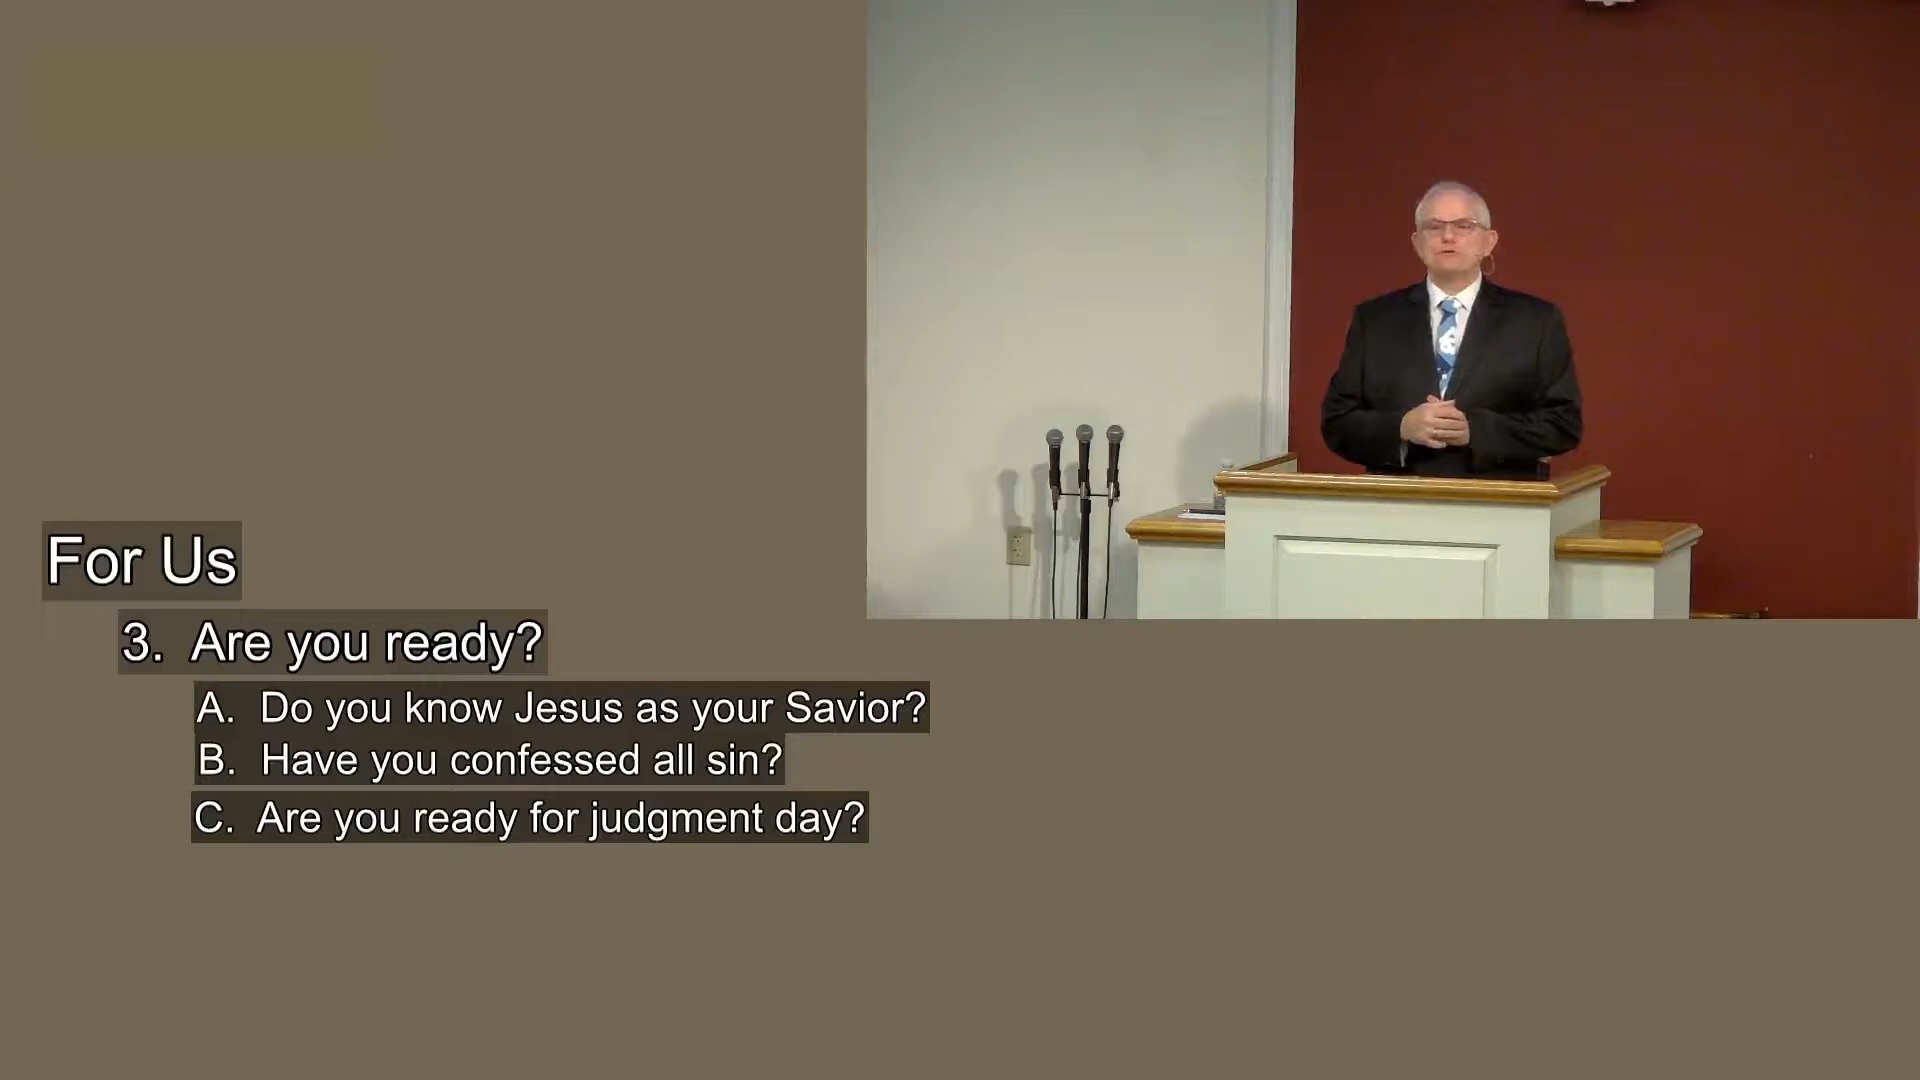 For Us
3. Are you ready?
A. Do you know Jesus as your Savior?
B. Have you confessed all sin?
C. Are you ready for judgment day?